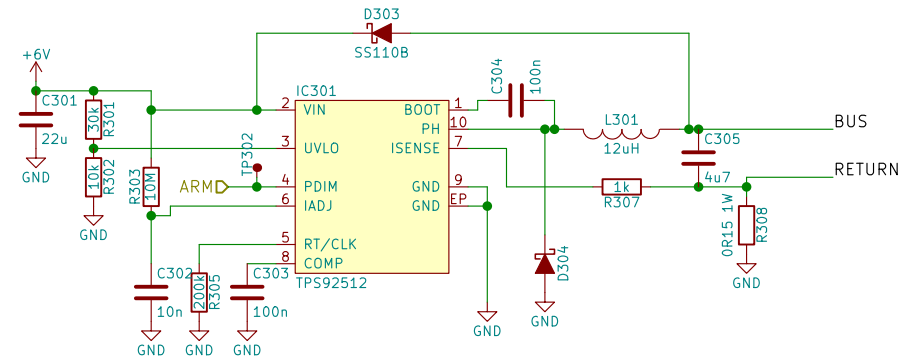 D303
SS110B
+6V
C301
22u
GND
30k
R301
10k
R302
GND
R303
10M
C302
10n
GND
ARM
TP302
IC301
2
VIN
3
UVLO
4
PDIM
6
IADJ
5
RT/CLK
8
COMP
BOOT
1
PH
10
ISENSE
7
GND
9
GND
EP
TPS92512
200k
R305
GND
C303
100n
GND
GND
C304
100n
D304
GND
L301
12uH
1k
R307
C305
4u7
BUS
RETURN
0R15 1W
R308
GND